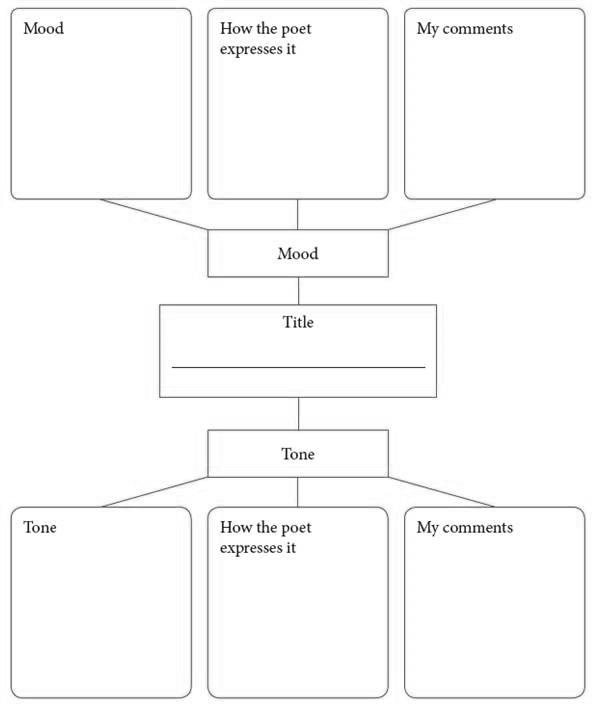 Mood
How the poet
expresses it
My comments
Mood
Title
Tone
Tone
How the poet
expresses it
My comments